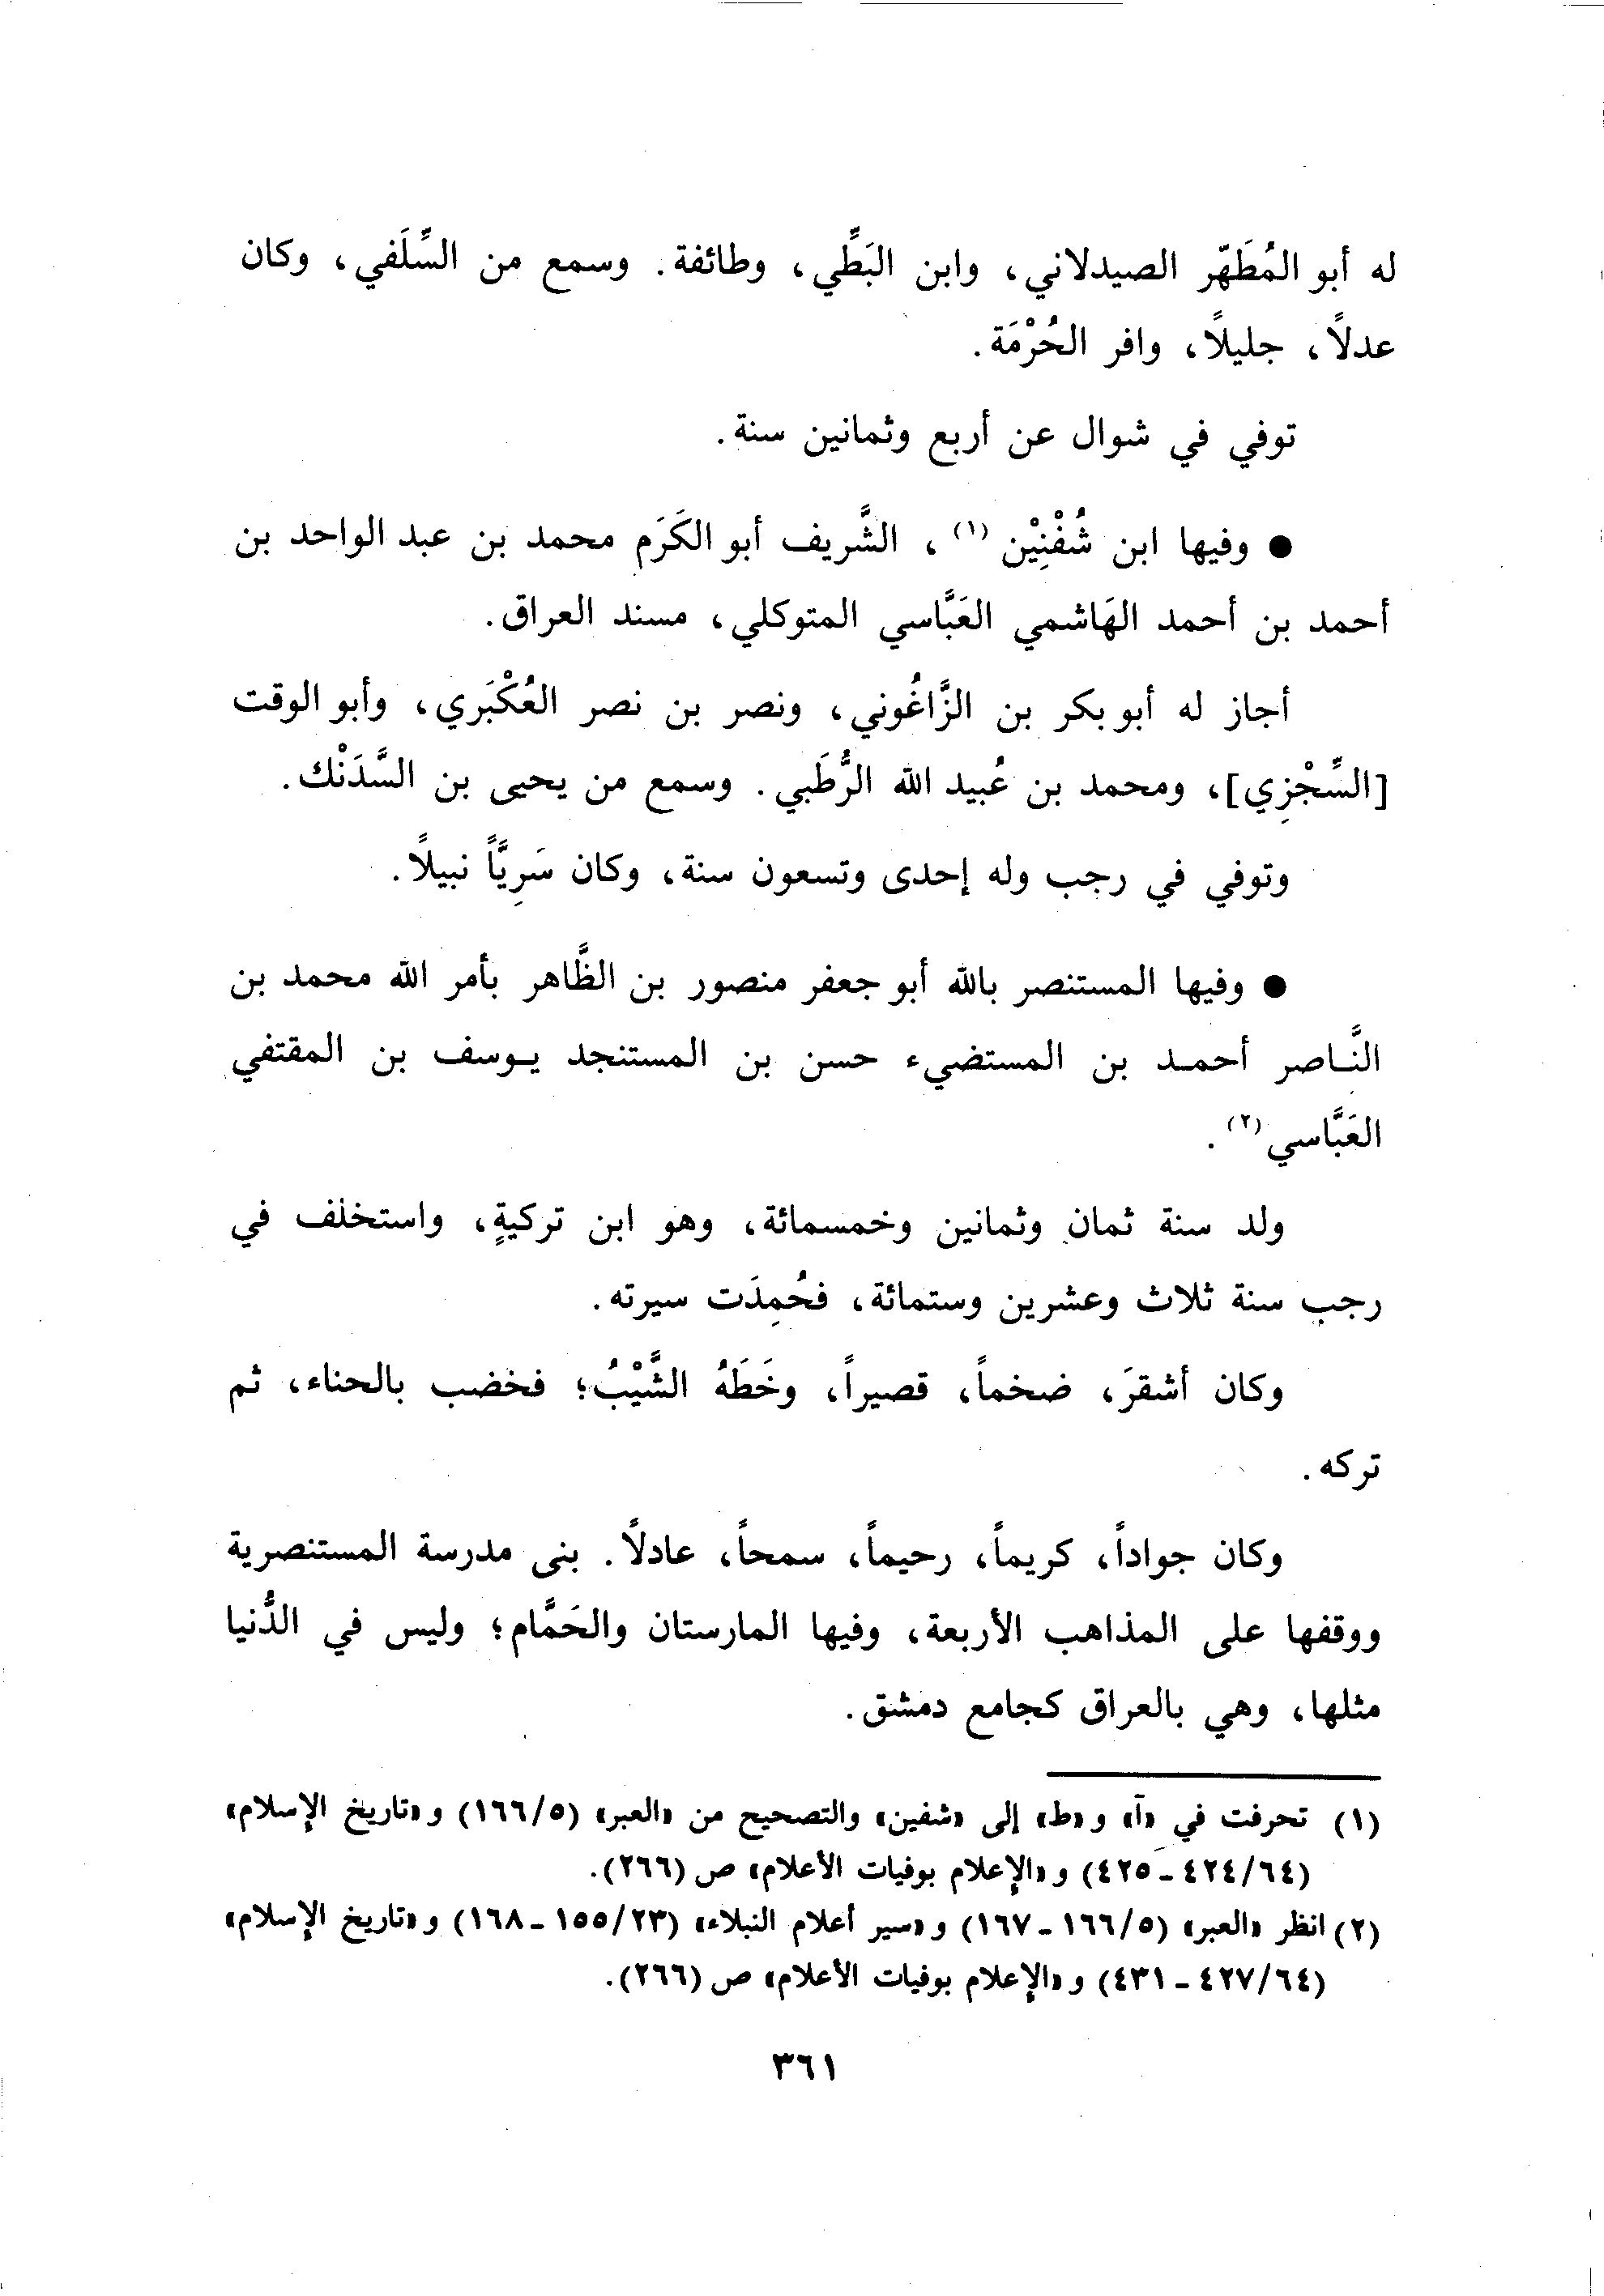 له أبو المُطَهّر الصيدلاني، وابن البَطِّي، وطائفة. وسمع من السِّلَفي، وكان
عدلاً، جليلاً، وافر الحُرْمَة.
توفي في شوال عن أربع وثمانين سنة.
● وفيها ابن شُفْنِيْن (١)، الشَّريف أبو الكَرَم محمد بن عبد الواحد بن
أحمد بن أحمد الهَاشمي العَبَّاسي المتوكلي، مسند العراق.
أجاز له أبو بكر بن الزَّاغُوني، ونصر بن نصر العُكْبَري، وأبو الوقت
[السِّجْزِي]، ومحمد بن عُبيد الله الرُّطَبي. وسمع من يحيى بن السَّدَنْك.
وتوفي في رجب وله إحدى وتسعون سنة، وكان سَرِيَّاً نبيلاً.
● وفيها المستنصر بالله أبو جعفر منصور بن الظَّاهر بأمر الله محمد بن
النَّاصر أحمد بن المستضيء حسن بن المستنجد يوسف بن المقتفي
العَبَّاسي (٢).
ولد سنة ثمان وثمانين وخمسمائة، وهو ابن تركيةٍ، واستخلف في
رجب سنة ثلاث وعشرين وستمائة، فحُمِدَت سيرته.
وكان أشقرَ، ضخماً، قصيراً، وخَطَهُ الشَّيْبُ؛ فخضب بالحناء، ثم
تركه.
وكان جواداً، كريماً، رحيماً، سمحاً، عادلاً. بنى مدرسة المستنصرية
ووقفها على المذاهب الأربعة، وفيها المارستان والحَمَّام؛ وليس في الدُّنيا
مثلها، وهي بالعراق كجامع دمشق.
(١) تحرفت في «آ» و«ط» إلى «شفين» والتصحيح من «العبر» (١٦٦/٥) و«تاريخ الإسلام»
(٤٢٤/٦٤ - ٤٢٥) و«الإعلام بوفيات الأعلام» ص (٢٦٦).
(٢) انظر «العبر» (١٦٦/٥ - ١٦٧) و«سير أعلام النبلاء» (١٥٥/٢٣ - ١٦٨) و«تاريخ الإسلام»
(٤٢٧/٦٤ - ٤٣١) و«الإعلام بوفيات الأعلام» ص (٢٦٦).
٣٦١